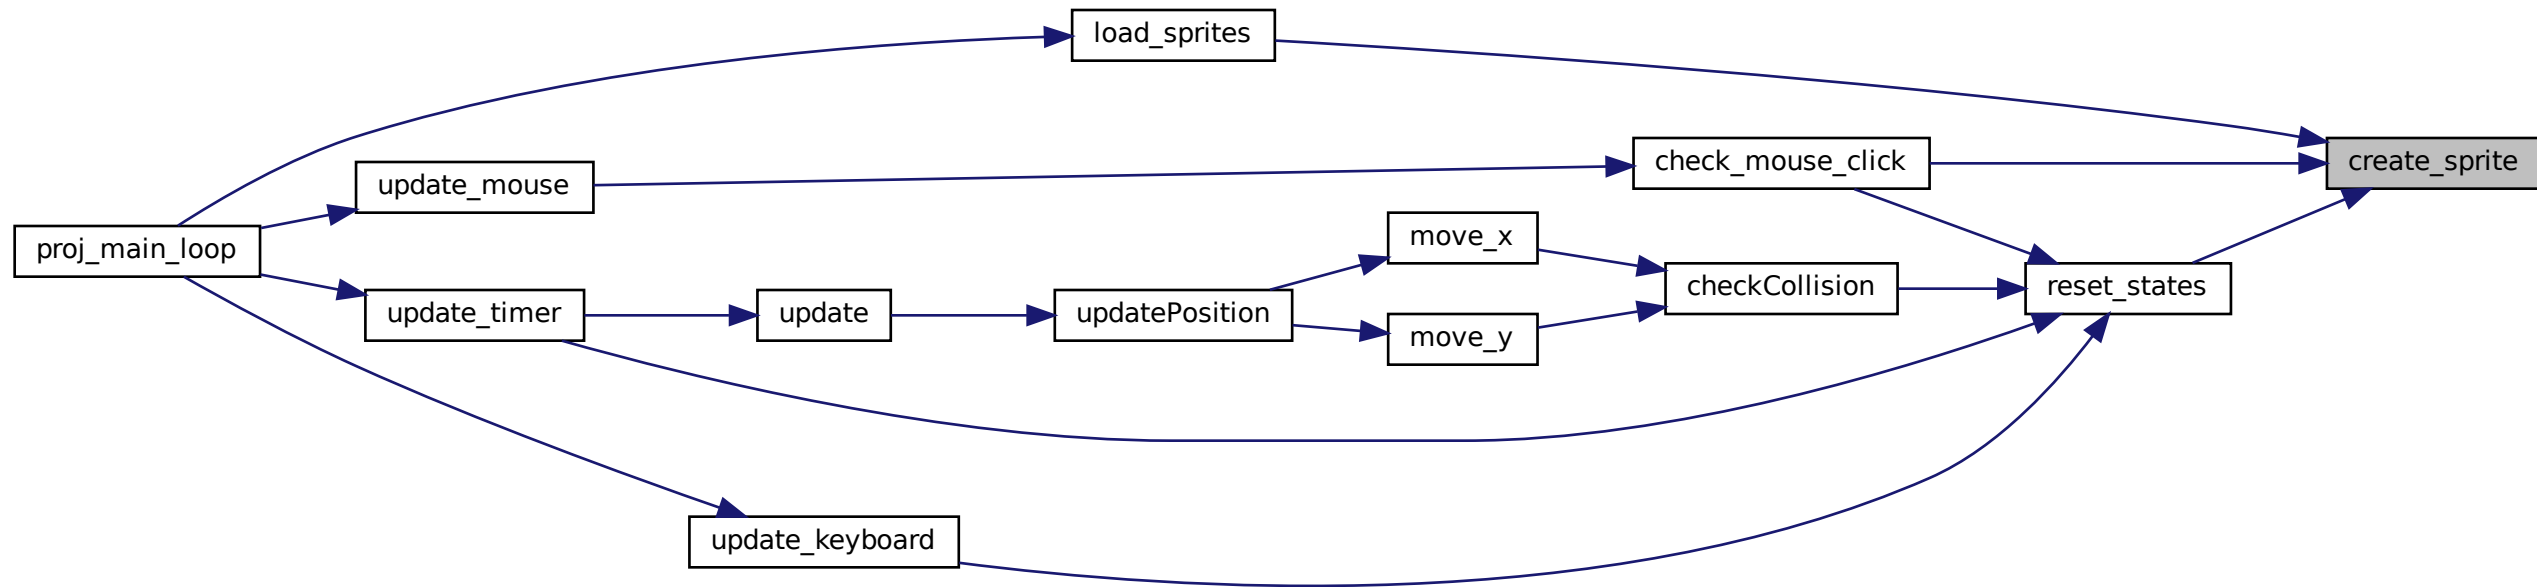 load_sprites
check_mouse_click
create_sprite
update_mouse
move_x
proj_main_loop
checkCollision
reset_states
update_timer
update
updatePosition
move_y
update_keyboard